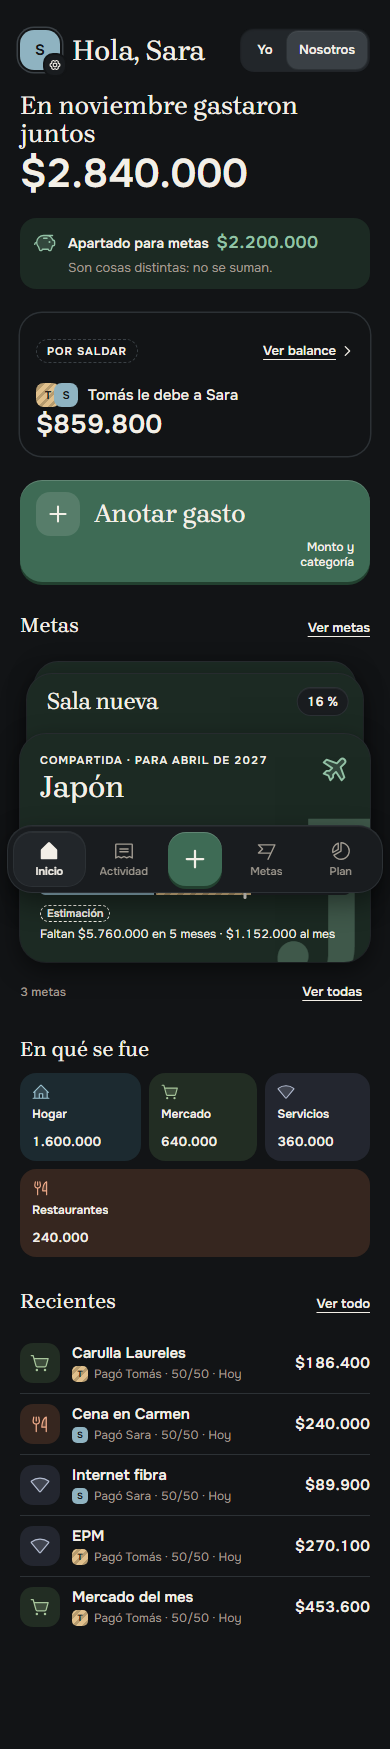 S
Hola, Sara
Yo
Nosotros
En noviembre gastaron
juntos
$2.840.000
Apartado para metas $2.200.000
Son cosas distintas: no se suman.
POR SALDAR
Ver balance
T S Tomás le debe a Sara
$859.800
Anotar gasto
Monto y
categoría
Metas
Ver metas
Sala nueva
16 %
COMPARTIDA · PARA ABRIL DE 2027
Japón
Inicio
Actividad
Metas
Plan
Estimación
Faltan $5.760.000 en 5 meses · $1.152.000 al mes
3 metas
Ver todas
En qué se fue
Hogar
1.600.000
Mercado
640.000
Servicios
360.000
Restaurantes
240.000
Recientes
Ver todo
Carulla Laureles
T Pagó Tomás · 50/50 · Hoy
$186.400
Cena en Carmen
S Pagó Sara · 50/50 · Hoy
$240.000
Internet fibra
S Pagó Sara · 50/50 · Hoy
$89.900
EPM
T Pagó Tomás · 50/50 · Hoy
$270.100
Mercado del mes
T Pagó Tomás · 50/50 · Hoy
$453.600